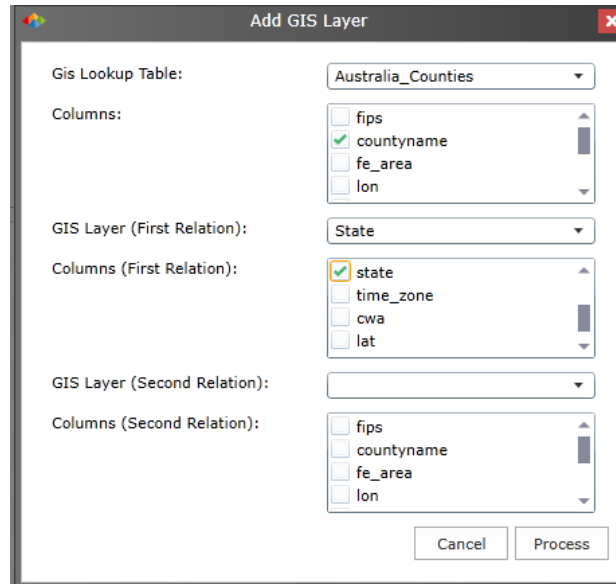 Add GIS Layer
Gis Lookup Table:
Australia_Counties
Columns:
fips
countyname
fe_area
lon
GIS Layer (First Relation):
State
Columns (First Relation):
state
time_zone
cwa
lat
GIS Layer (Second Relation):
Columns (Second Relation):
fips
countyname
fe_area
lon
Cancel
Process